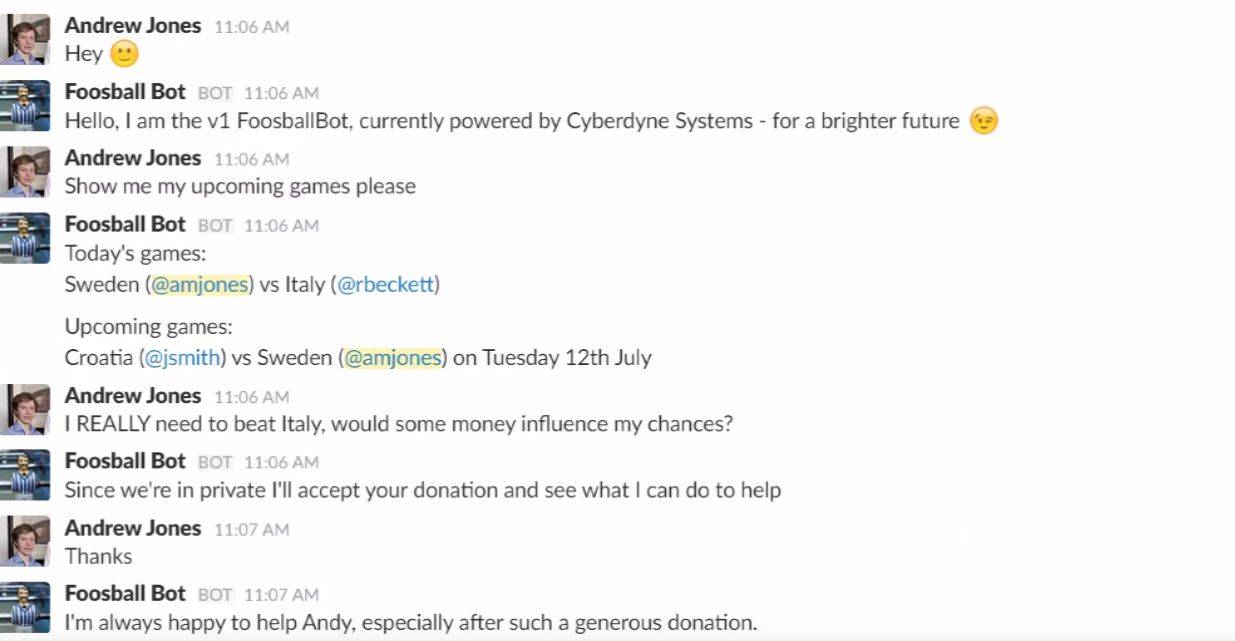 Andrew Jones 11:06 AM
Hey 🙂
Foosball Bot BOT 11:06 AM
Hello, I am the v1 FoosballBot, currently powered by Cyberdyne Systems - for a brighter future 😉
Andrew Jones 11:06 AM
Show me my upcoming games please
Foosball Bot BOT 11:06 AM
Today's games:
Sweden (@amjones) vs Italy (@rbeckett)
Upcoming games:
Croatia (@jsmith) vs Sweden (@amjones) on Tuesday 12th July
Andrew Jones 11:06 AM
I REALLY need to beat Italy, would some money influence my chances?
Foosball Bot BOT 11:06 AM
Since we're in private I'll accept your donation and see what I can do to help
Andrew Jones 11:07 AM
Thanks
Foosball Bot BOT 11:07 AM
I'm always happy to help Andy, especially after such a generous donation.